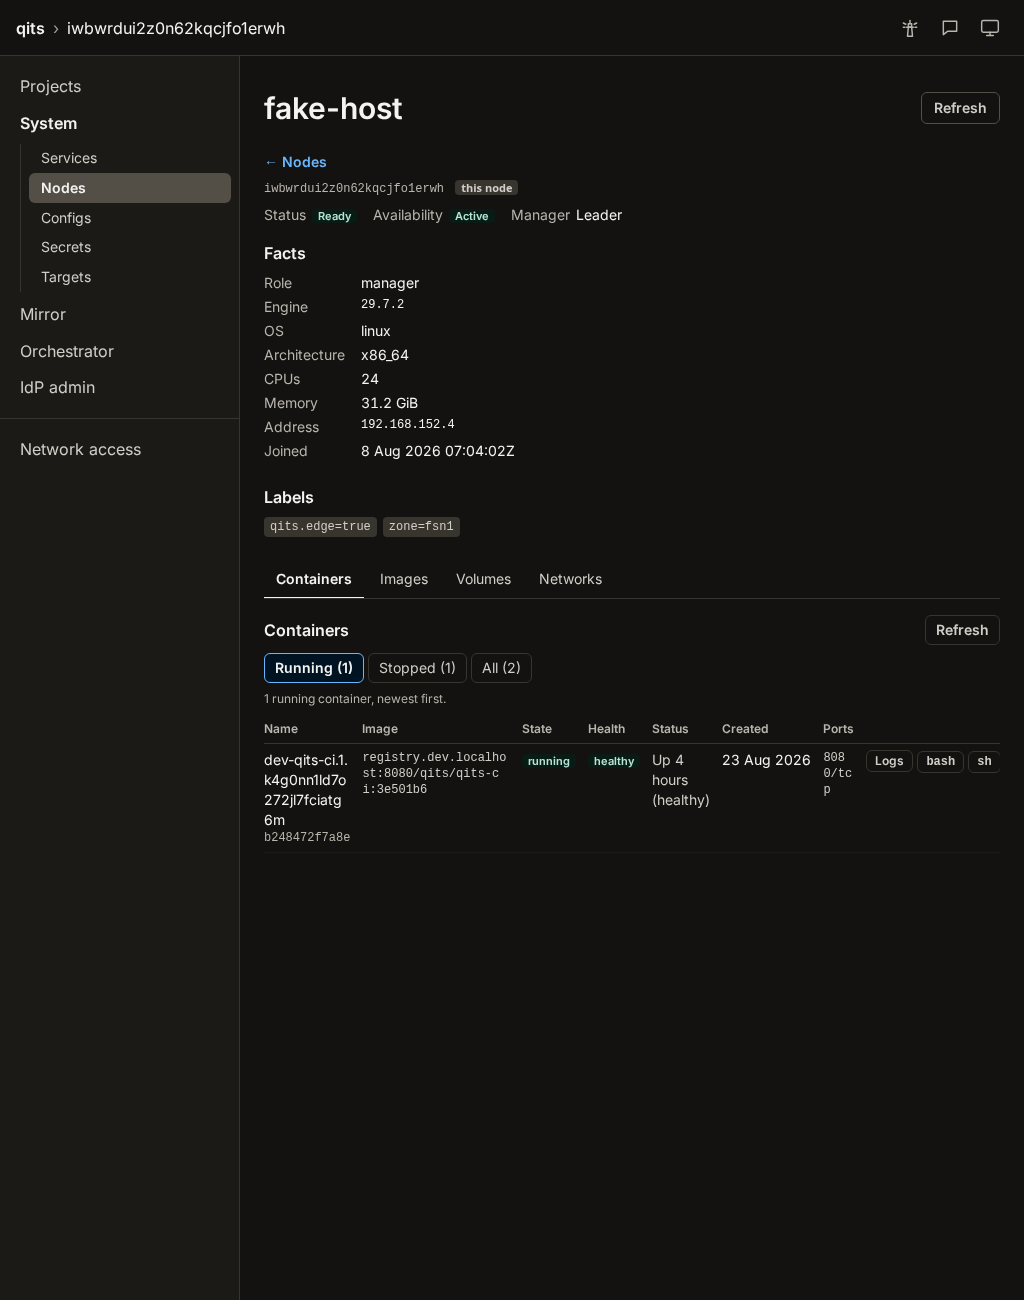 qits › iwbwrdui2z0n62kqcjfo1erwh
Projects
System
Services
Nodes
Configs
Secrets
Targets
Mirror
Orchestrator
IdP admin
Network access
fake-host
Refresh
← Nodes
iwbwrdui2z0n62kqcjfo1erwh this node
Status Ready Availability Active Manager Leader
Facts
Role manager
Engine 29.7.2
OS linux
Architecture x86_64
CPUs 24
Memory 31.2 GiB
Address 192.168.152.4
Joined 8 Aug 2026 07:04:02Z
Labels
qits.edge=true zone=fsn1
Containers Images Volumes Networks
Containers
Refresh
Running (1) Stopped (1) All (2)
1 running container, newest first.
Name Image State Health Status Created Ports
dev-qits-ci.1.
k4g0nn1ld7o
272jl7fciatg
6m
b248472f7a8e
registry.dev.localho
st:8080/qits/qits-c
i:3e501b6
running
healthy
Up 4
hours
(healthy)
23 Aug 2026
808
0/tc
p
Logs bash sh